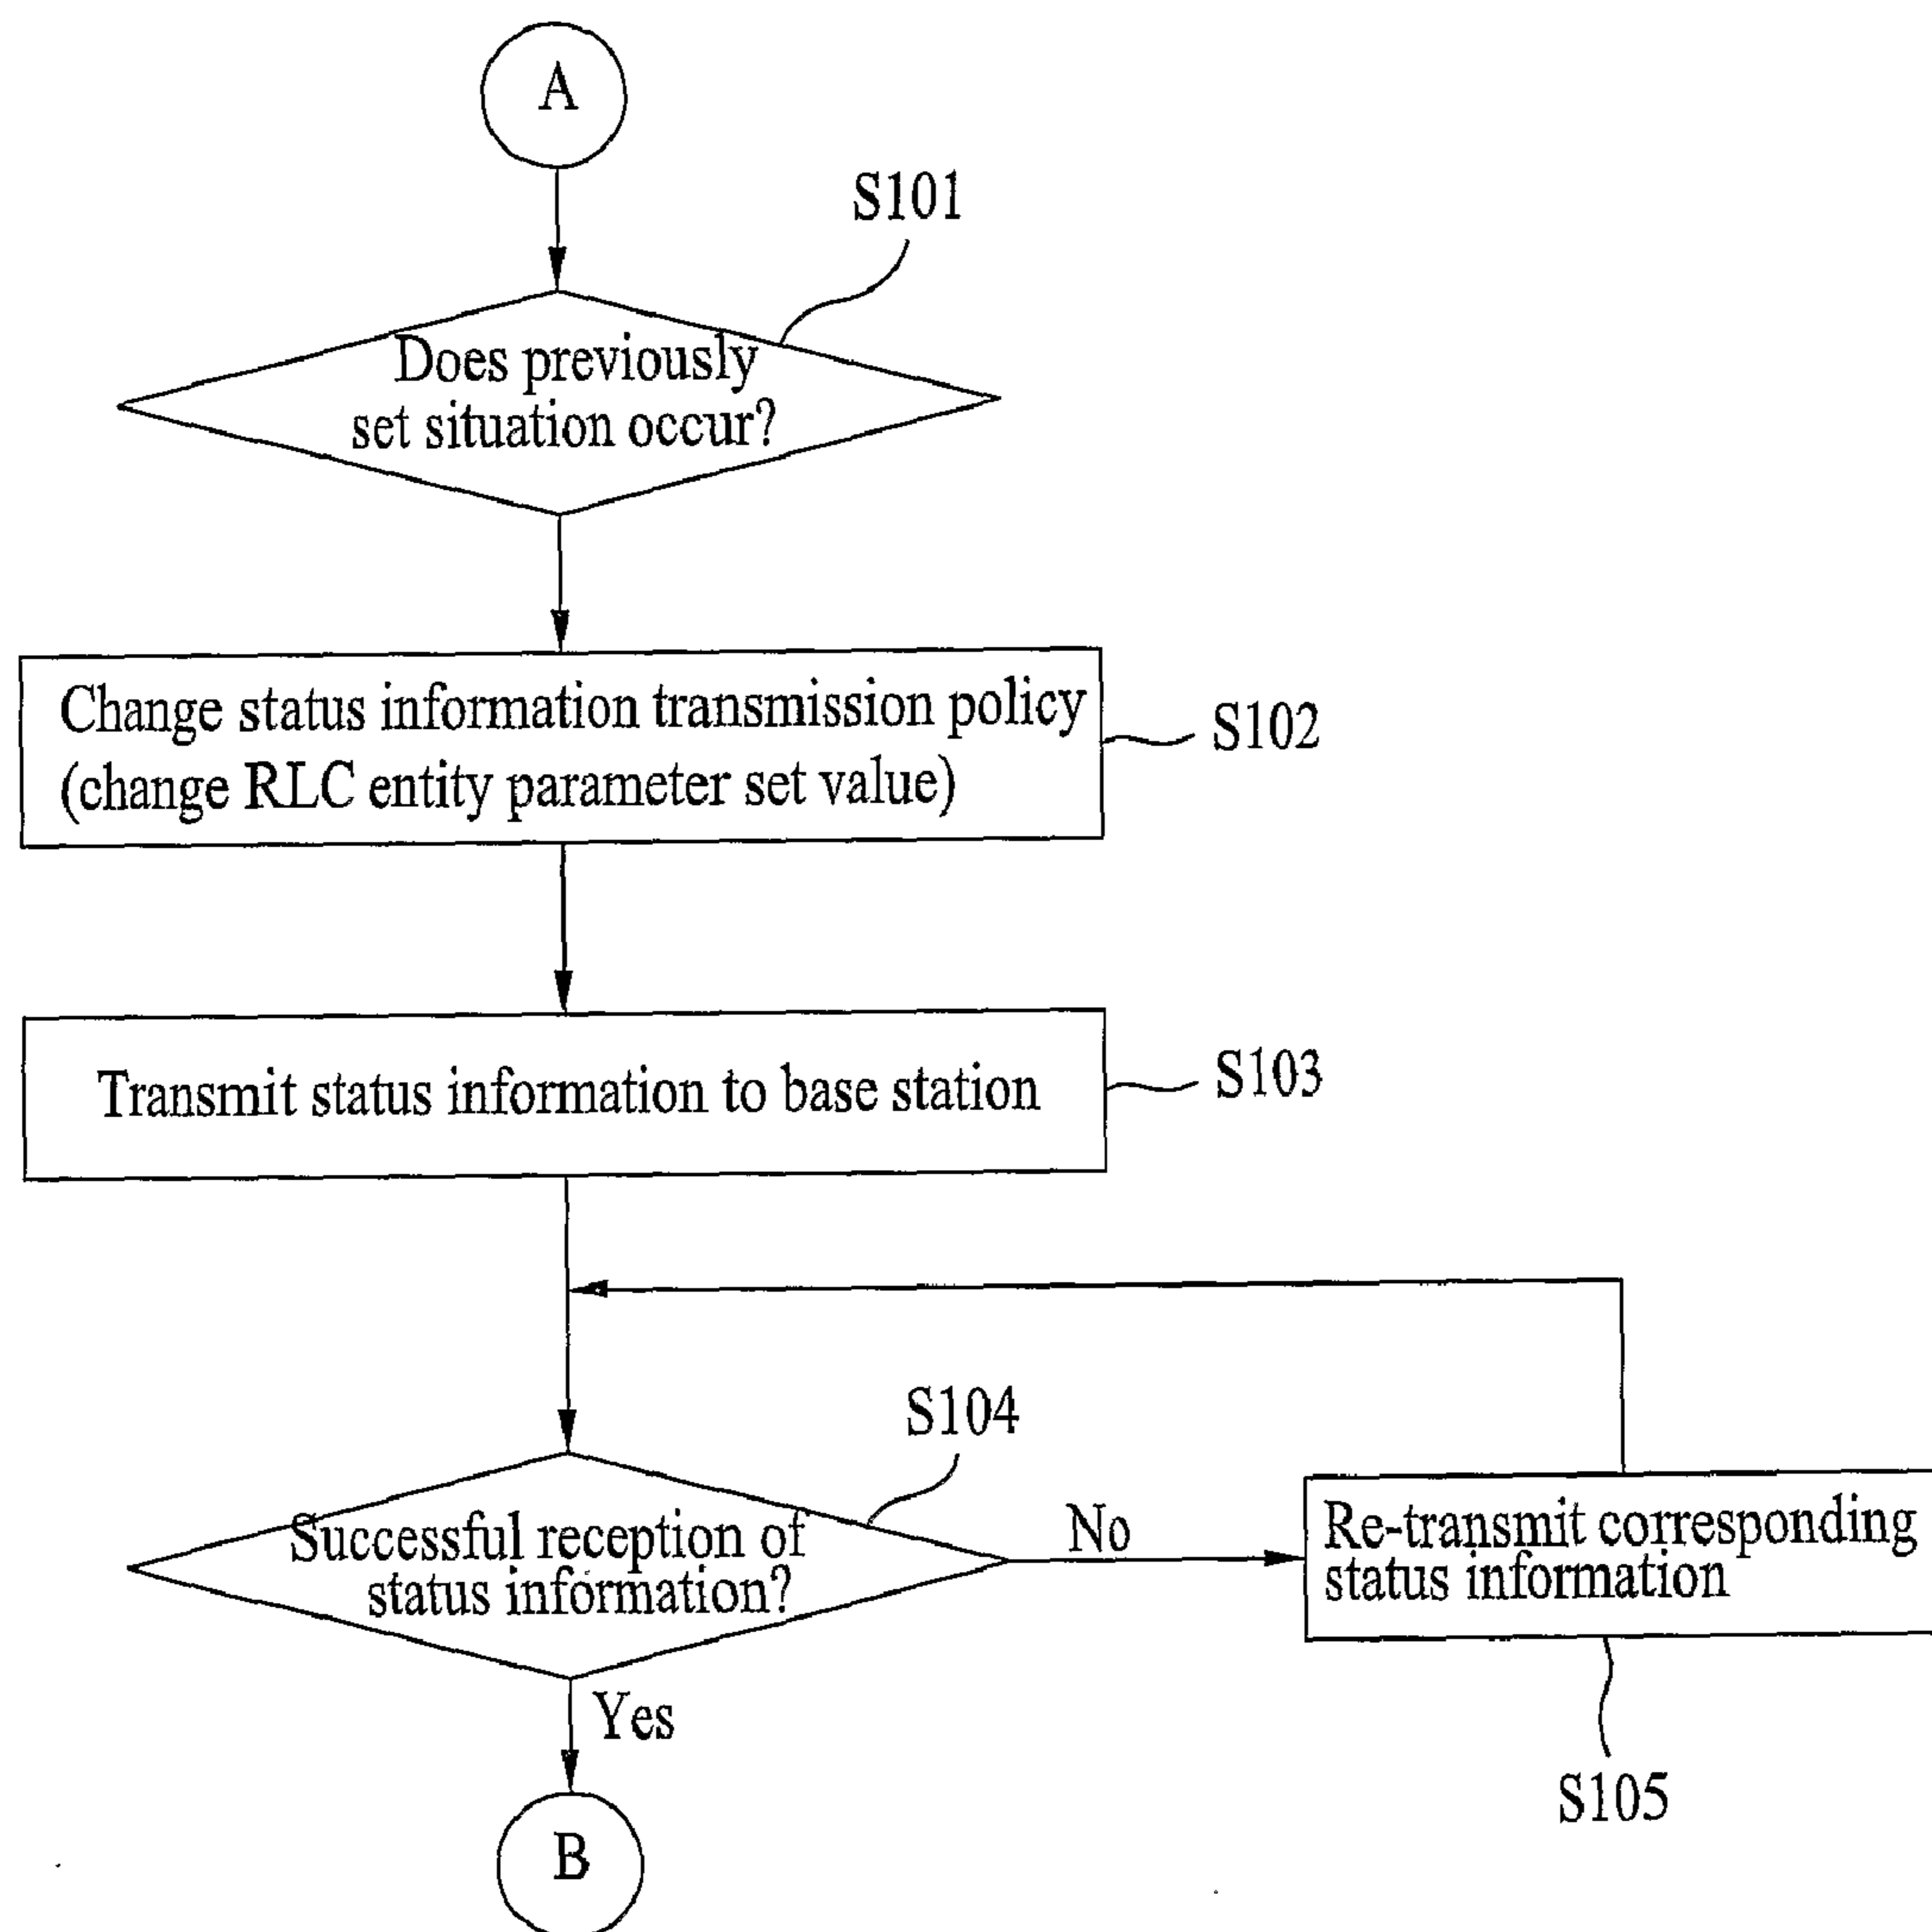 A
S101
Does previously
set situation occur?
Change status information transmission policy
(change RLC entity parameter set value)
S102
Transmit status information to base station
S103
S104
Successful reception of
status information?
No
Re-transmit corresponding
status information
Yes
S105
B